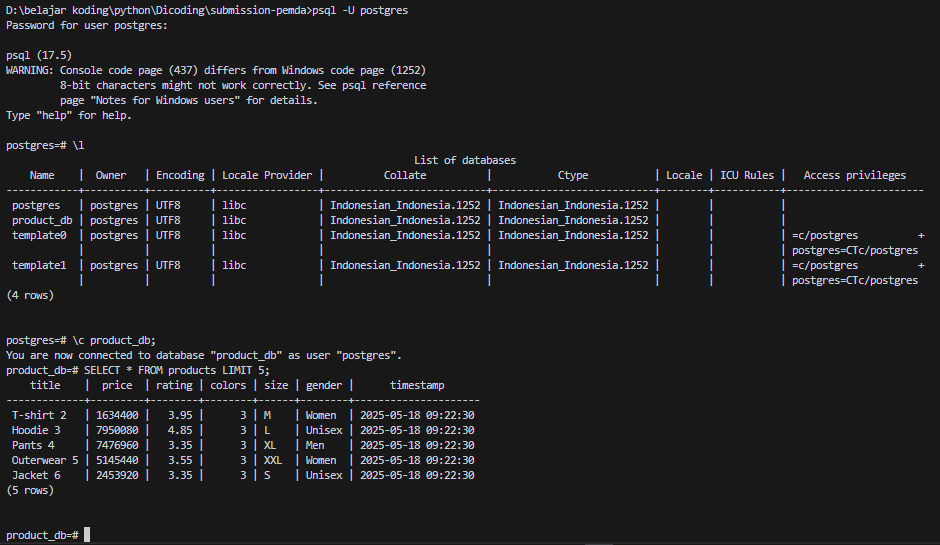 D:\belajar koding\python\Dicoding\submission-pemda>psql -U postgres
Password for user postgres:
psql (17.5)
WARNING: Console code page (437) differs from Windows code page (1252)
         8-bit characters might not work correctly. See psql reference
         page "Notes for Windows users" for details.
Type "help" for help.
postgres=# \l
                                                                    List of databases
    Name    |  Owner   | Encoding | Locale Provider |          Collate          |           Ctype           | Locale | ICU Rules |   Access privileges
------------+----------+----------+-----------------+---------------------------+---------------------------+--------+-----------+-----------------------
 postgres   | postgres | UTF8     | libc            | Indonesian_Indonesia.1252 | Indonesian_Indonesia.1252 |        |           |
 product_db | postgres | UTF8     | libc            | Indonesian_Indonesia.1252 | Indonesian_Indonesia.1252 |        |           |
 template0  | postgres | UTF8     | libc            | Indonesian_Indonesia.1252 | Indonesian_Indonesia.1252 |        |           | =c/postgres          +
            |          |          |                 |                           |                           |        |           | postgres=CTc/postgres
 template1  | postgres | UTF8     | libc            | Indonesian_Indonesia.1252 | Indonesian_Indonesia.1252 |        |           | =c/postgres          +
            |          |          |                 |                           |                           |        |           | postgres=CTc/postgres
(4 rows)
postgres=# \c product_db;
You are now connected to database "product_db" as user "postgres".
product_db=# SELECT * FROM products LIMIT 5;
    title    |  price  | rating | colors | size | gender |      timestamp
-------------+---------+--------+--------+------+--------+---------------------
 T-shirt 2   | 1634400 |   3.95 |      3 | M    | Women  | 2025-05-18 09:22:30
 Hoodie 3    | 7950080 |   4.85 |      3 | L    | Unisex | 2025-05-18 09:22:30
 Pants 4     | 7476960 |   3.35 |      3 | XL   | Men    | 2025-05-18 09:22:30
 Outerwear 5 | 5145440 |   3.55 |      3 | XXL  | Women  | 2025-05-18 09:22:30
 Jacket 6    | 2453920 |   3.35 |      3 | S    | Unisex | 2025-05-18 09:22:30
(5 rows)
product_db=#